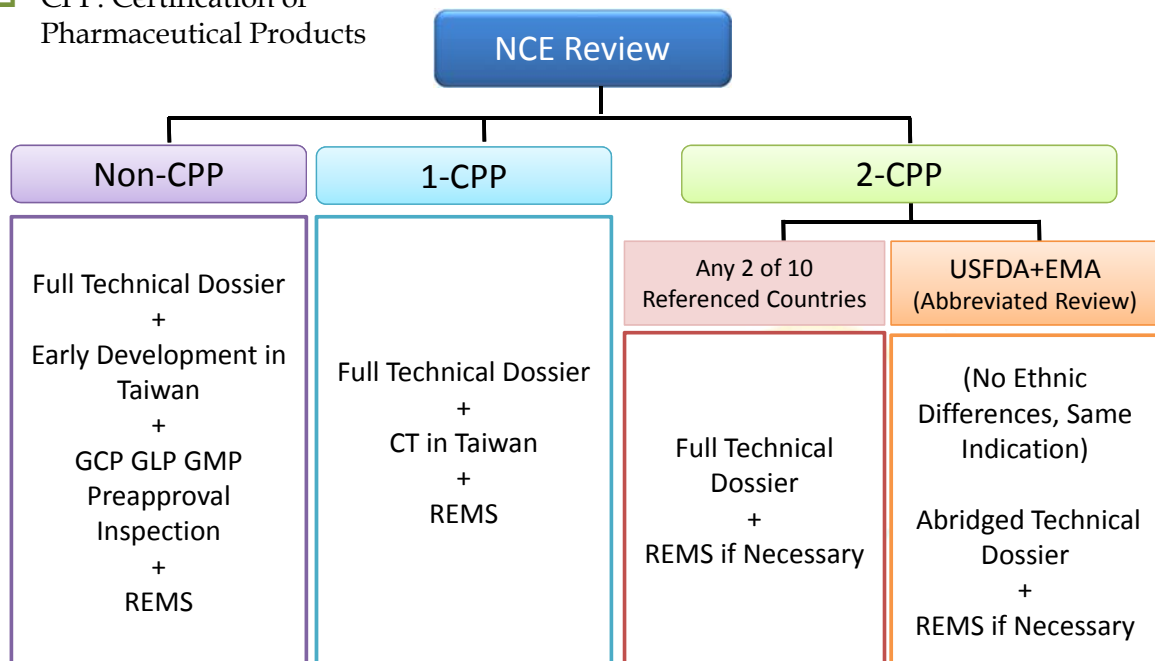 CPP: Certification of
Pharmaceutical Products
NCE Review
Non-CPP
1-CPP
2-CPP
Any 2 of 10
Referenced Countries
USFDA+EMA
(Abbreviated Review)
Full Technical Dossier
+
Early Development in
Taiwan
+
GCP GLP GMP
Preapproval
Inspection
+
REMS
Full Technical Dossier
+
CT in Taiwan
+
REMS
Full Technical
Dossier
+
REMS if Necessary
(No Ethnic
Differences, Same
Indication)
Abridged Technical
Dossier
+
REMS if Necessary